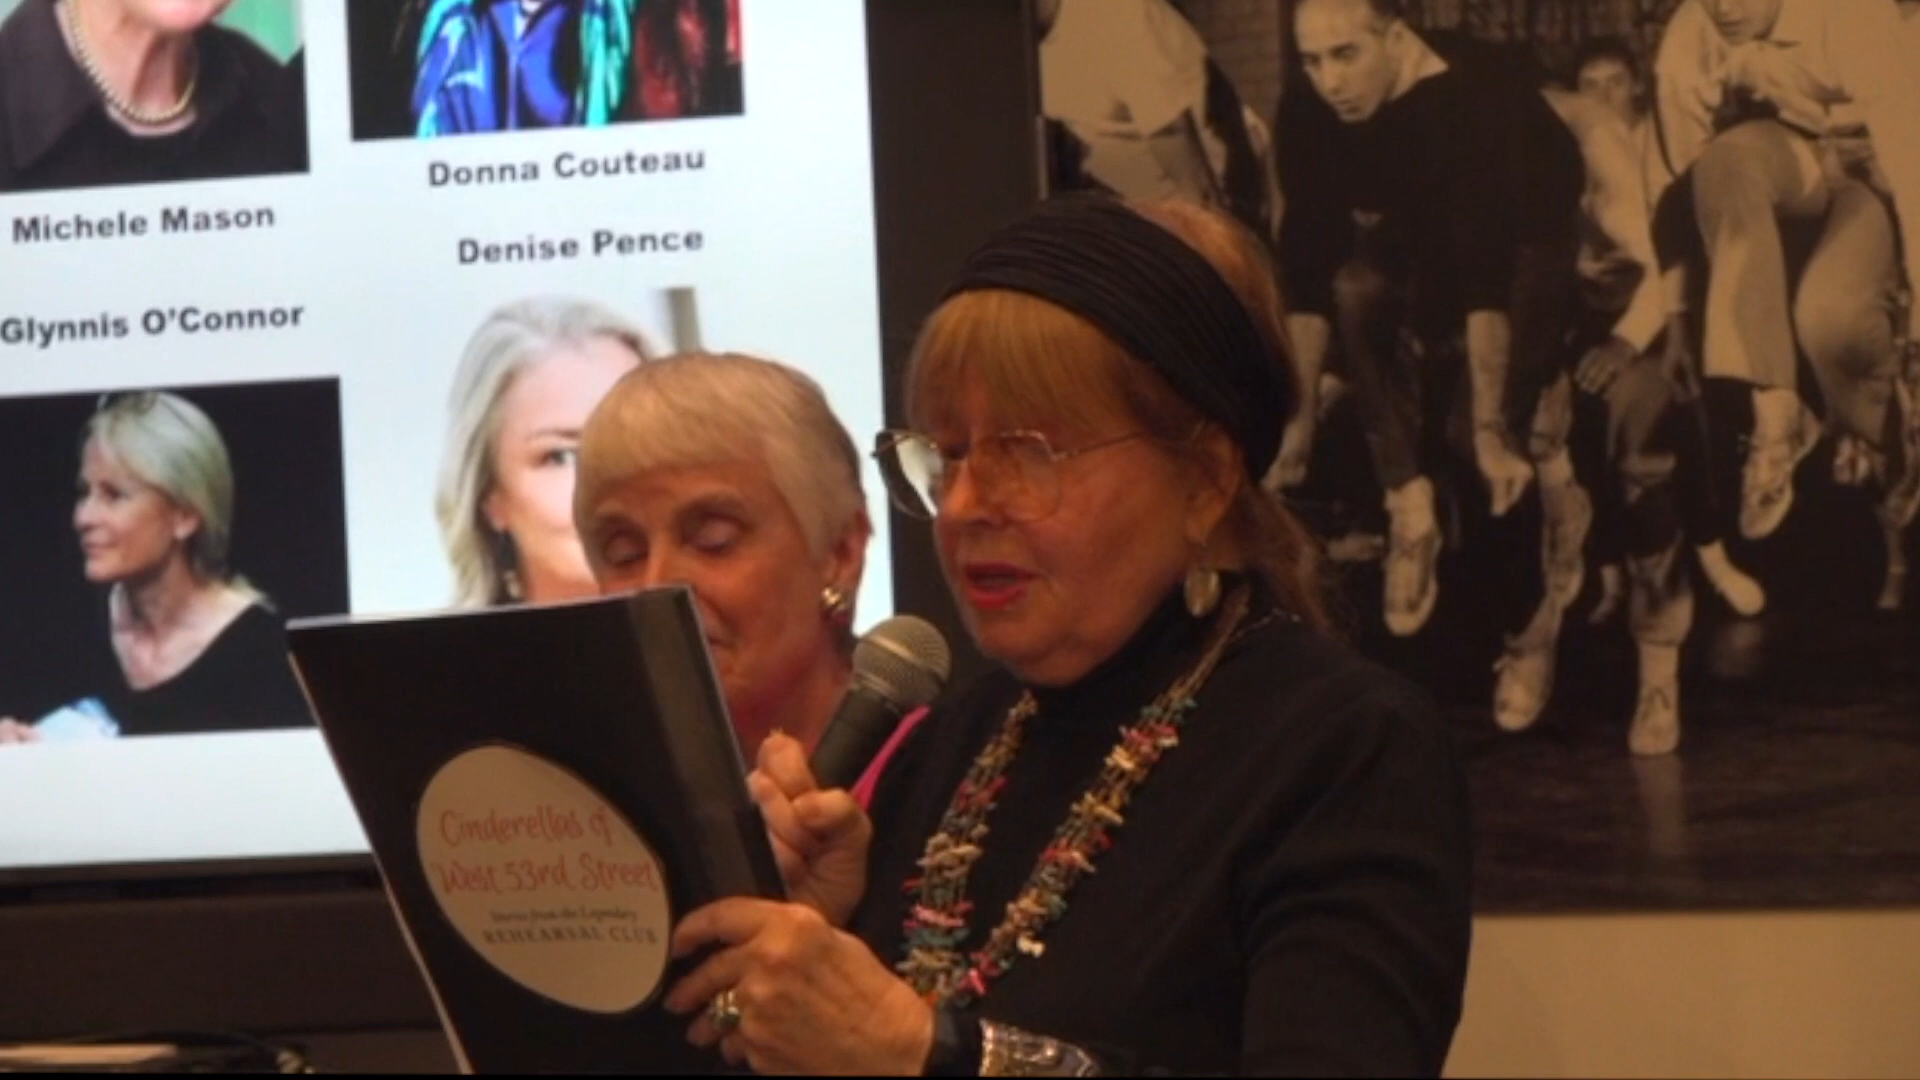 Donna Couteau
Michele Mason
Denise Pence
Glynnis O'Connor
Cinderellas of
West 53rd Street
Stories from the Legendary
REHEARSAL CLUB